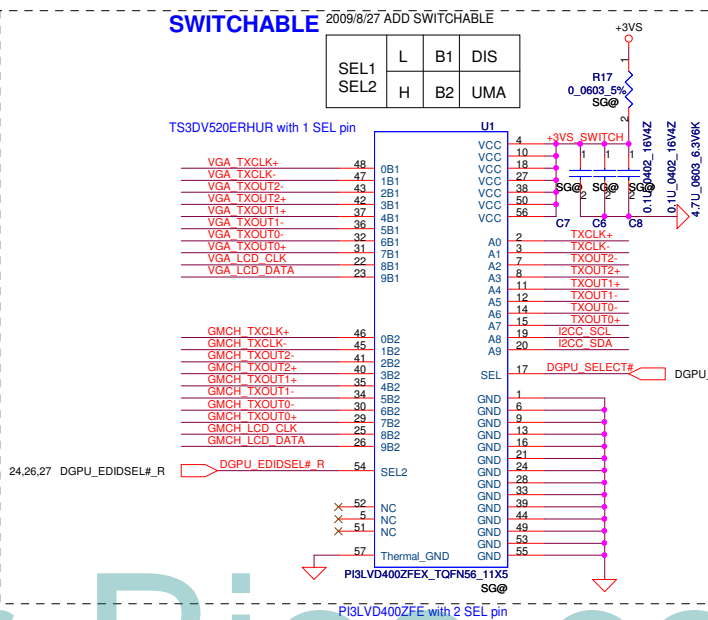 SWITCHABLE 2009/8/27 ADD SWITCHABLE
SEL1 L B1 DIS
SEL2 H B2 UMA
+3VS
1
R17
0_0603_5%
SG@
2
TS3DV520ERHUR with 1 SEL pin
U1
VCC 4 +3VS_SWITCH
VCC 10
VCC 18
VCC 27
VCC 38
VCC 50
VCC 56
1 1 1
SG@ SG@ SG@
2 2 2
C7 C6 C8
0.1U_0402_16V4Z
0.1U_0402_16V4Z
4.7U_0603_6.3V6K
VGA_TXCLK+ 48 0B1
VGA_TXCLK- 47 1B1
VGA_TXOUT2- 43 2B1
VGA_TXOUT2+ 42 3B1
VGA_TXOUT1+ 37 4B1
VGA_TXOUT1- 36 5B1
VGA_TXOUT0- 32 6B1
VGA_TXOUT0+ 31 7B1
VGA_LCD_CLK 22 8B1
VGA_LCD_DATA 23 9B1
A0 2 TXCLK+
A1 3 TXCLK-
A2 7 TXOUT2-
A3 8 TXOUT2+
A4 11 TXOUT1+
A5 12 TXOUT1-
A6 14 TXOUT0-
A7 15 TXOUT0+
A8 19 I2CC_SCL
A9 20 I2CC_SDA
GMCH_TXCLK+ 46 0B2
GMCH_TXCLK- 45 1B2
GMCH_TXOUT2- 41 2B2
GMCH_TXOUT2+ 40 3B2
GMCH_TXOUT1+ 35 4B2
GMCH_TXOUT1- 34 5B2
GMCH_TXOUT0- 30 6B2
GMCH_TXOUT0+ 29 7B2
GMCH_LCD_CLK 25 8B2
GMCH_LCD_DATA 26 9B2
SEL 17 DGPU_SELECT# DGPU_
GND 1
GND 6
GND 9
GND 13
GND 16
GND 21
GND 24
GND 28
GND 33
GND 39
GND 44
GND 49
GND 53
GND 55
24,26,27 DGPU_EDIDSEL#_R DGPU_EDIDSEL#_R 54 SEL2
52 NC
5 NC
51 NC
57 Thermal_GND
PI3LVD400ZFEX_TQFN56_11X5
SG@
PI3LVD400ZFE with 2 SEL pin